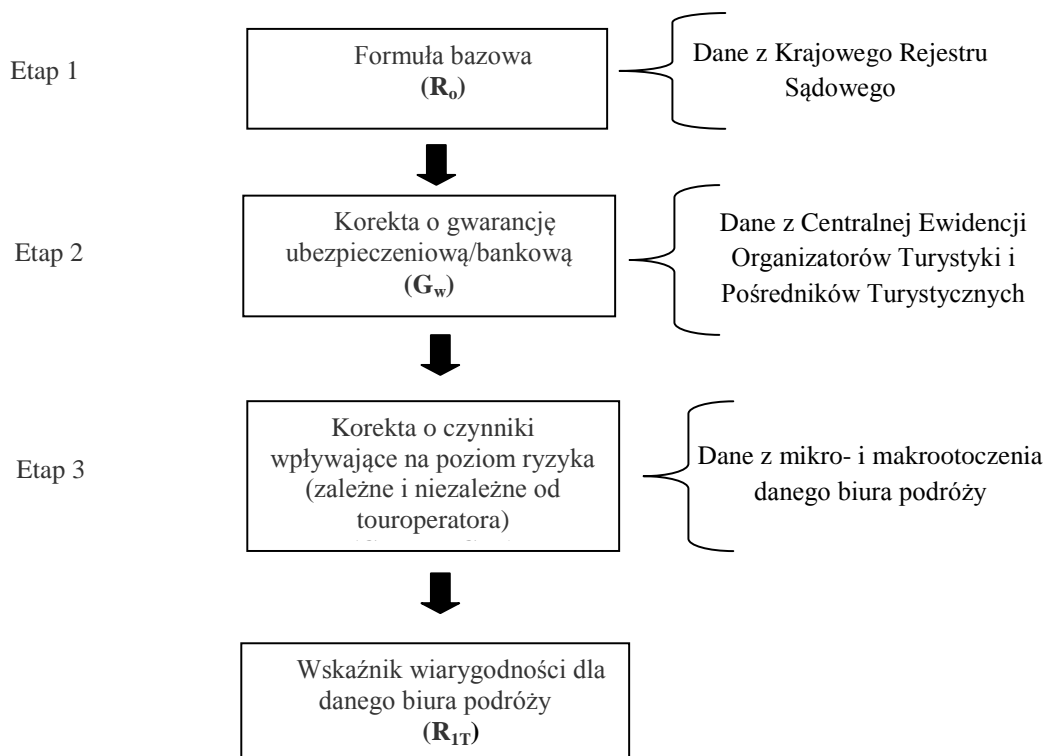 Etap 1
Formuła bazowa
(Ro)
Dane z Krajowego Rejestru
Sądowego
Etap 2
Korekta o gwarancję
ubezpieczeniową/bankową
(Gw)
Dane z Centralnej Ewidencji
Organizatorów Turystyki i
Pośredników Turystycznych
Etap 3
Korekta o czynniki
wpływające na poziom ryzyka
(zależne i niezależne od
touroperatora)
Dane z mikro- i makrootoczenia
danego biura podróży
Wskaźnik wiarygodności dla
danego biura podróży
(R1T)